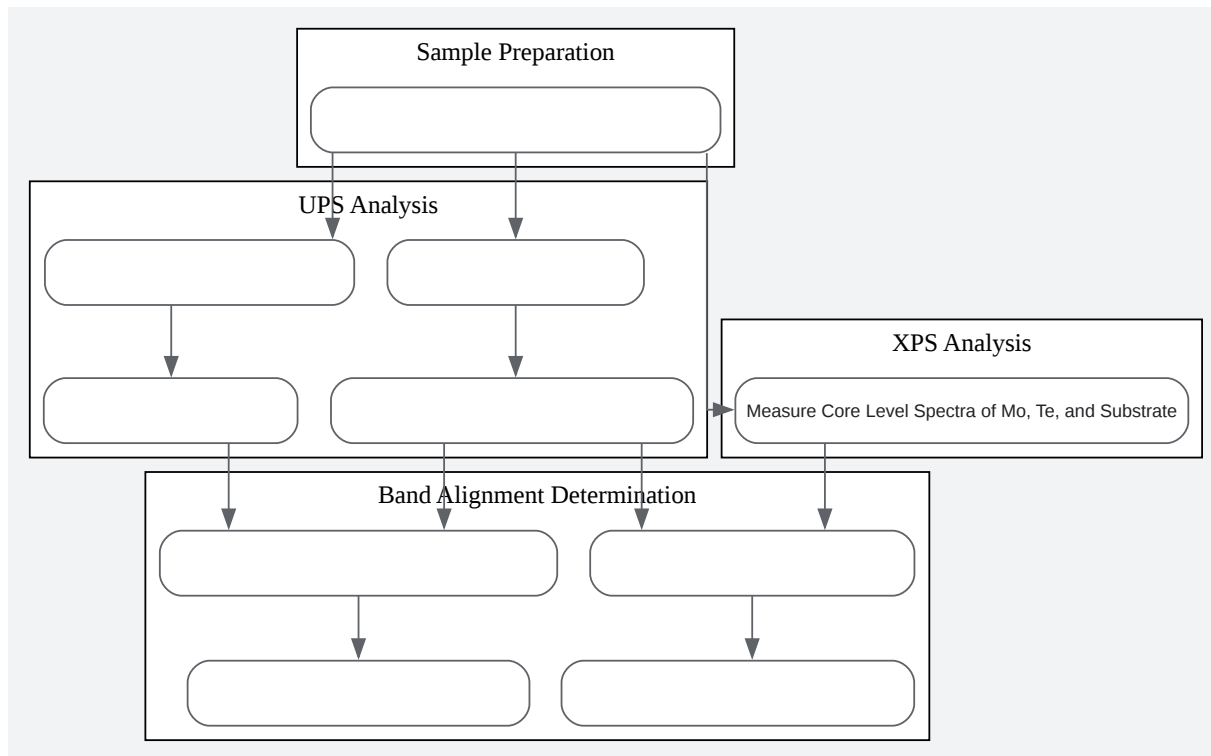 Sample Preparation
UPS Analysis
XPS Analysis
Measure Core Level Spectra of Mo, Te, and Substrate
Band Alignment Determination